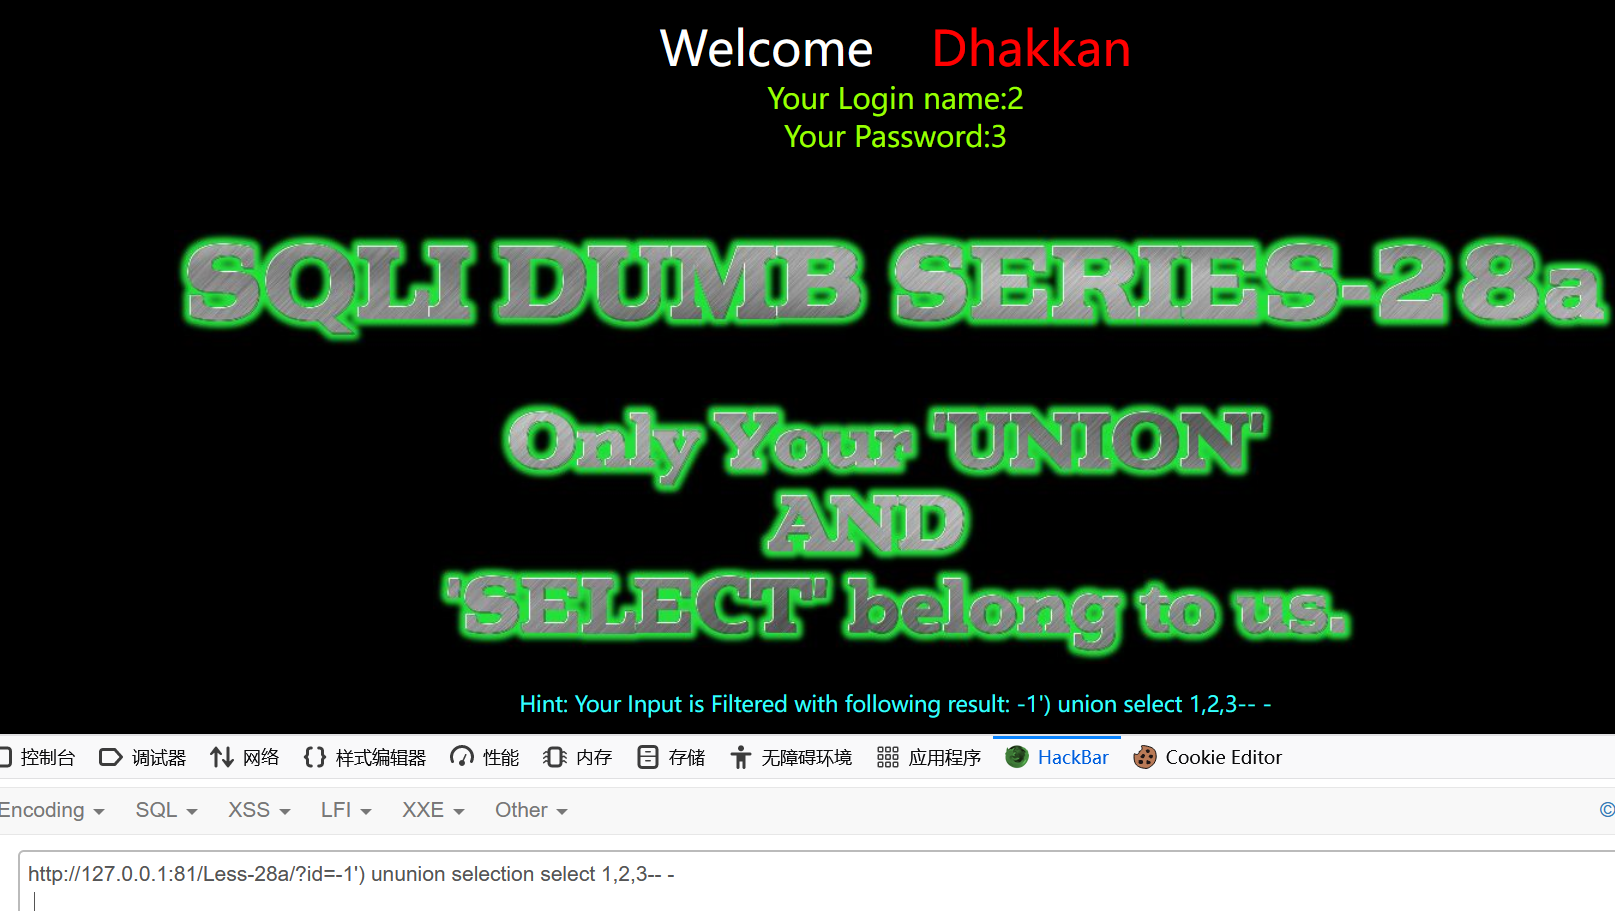 Welcome Dhakkan
Your Login name:2
Your Password:3
SQLI DUMB SERIES-28a
Only Your 'UNION'
AND
'SELECT' belong to us.
Hint: Your Input is Filtered with following result: -1') union select 1,2,3-- -
控制台 调试器 网络 样式编辑器 性能 内存 存储 无障碍环境 应用程序 HackBar Cookie Editor
Encoding SQL XSS LFI XXE Other ©
http://127.0.0.1:81/Less-28a/?id=-1') ununion selection select 1,2,3-- -